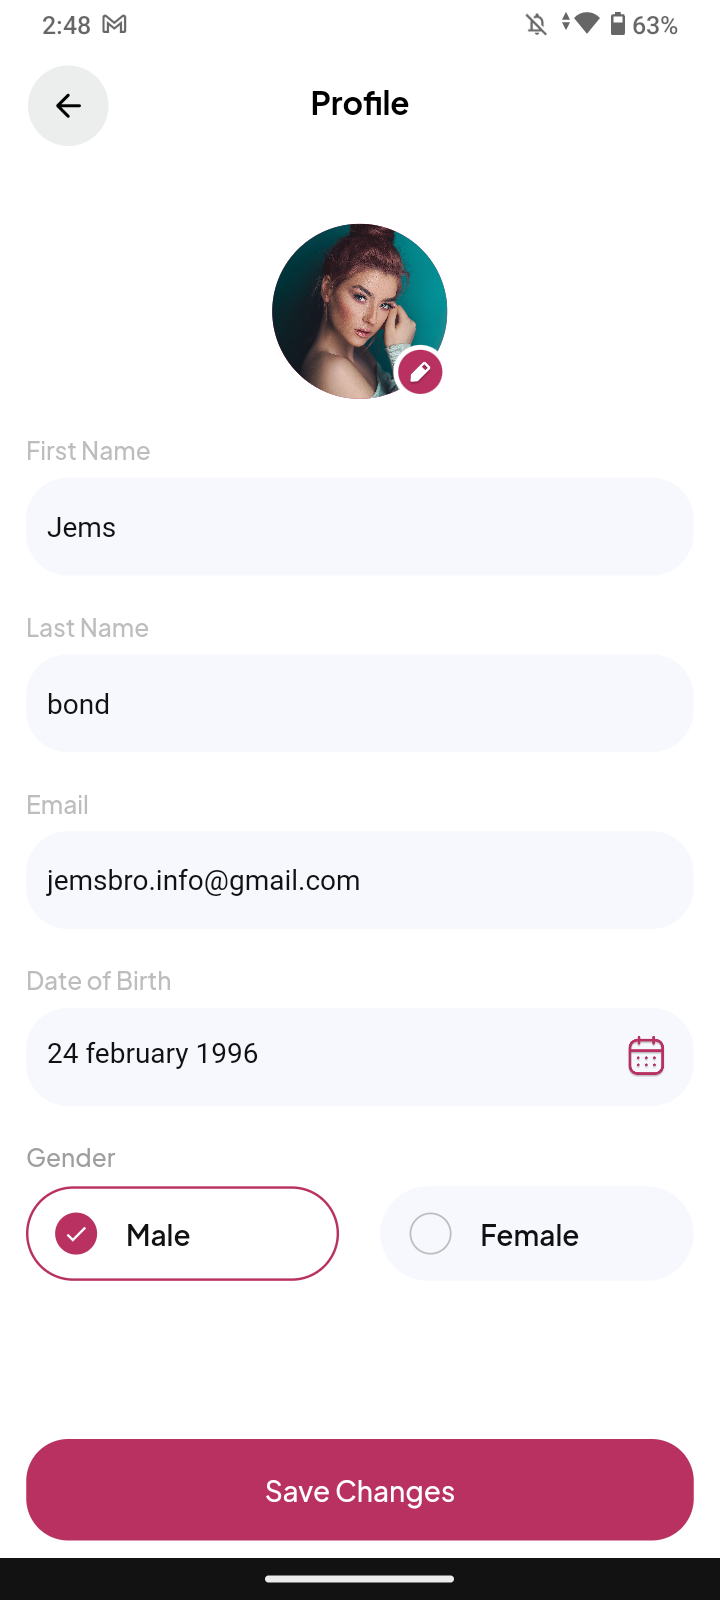 2:48 63%
Profile
First Name
Jems
Last Name
bond
Email
jemsbro.info@gmail.com
Date of Birth
24 february 1996
Gender
Male Female
Save Changes